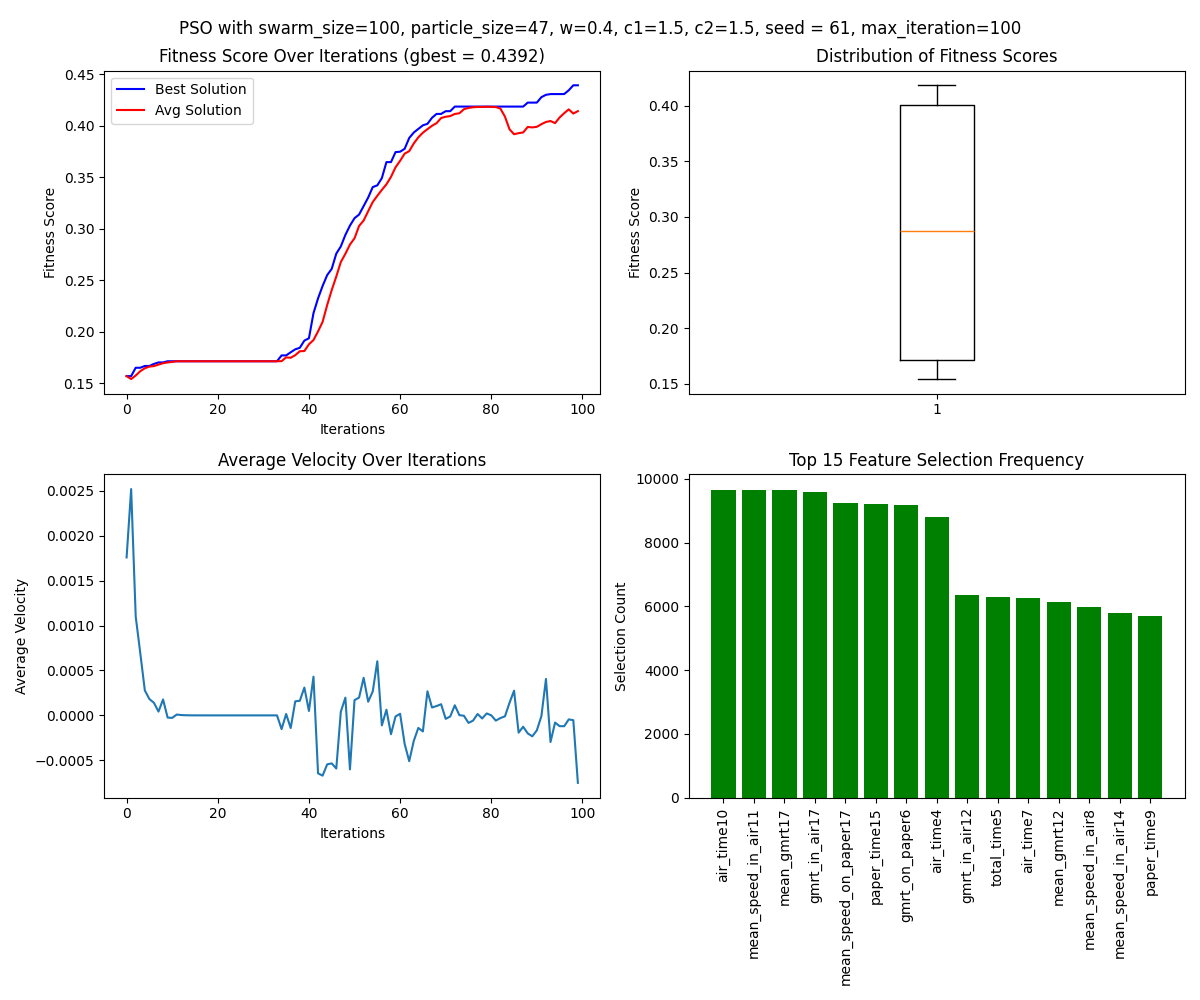 PSO with swarm_size=100, particle_size=47, w=0.4, c1=1.5, c2=1.5, seed = 61, max_iteration=100
Fitness Score Over Iterations (gbest = 0.4392)
Best Solution
Avg Solution
Fitness Score
0.45
0.40
0.35
0.30
0.25
0.20
0.15
0 20 40 60 80 100
Iterations
Distribution of Fitness Scores
Fitness Score
0.40
0.35
0.30
0.25
0.20
0.15
1
Average Velocity Over Iterations
Average Velocity
0.0025
0.0020
0.0015
0.0010
0.0005
0.0000
−0.0005
0 20 40 60 80 100
Iterations
Top 15 Feature Selection Frequency
Selection Count
10000
8000
6000
4000
2000
0
air_time10
mean_speed_in_air11
mean_gmrt17
gmrt_in_air17
mean_speed_on_paper17
paper_time15
gmrt_on_paper6
air_time4
gmrt_in_air12
total_time5
air_time7
mean_gmrt12
mean_speed_in_air8
mean_speed_in_air14
paper_time9